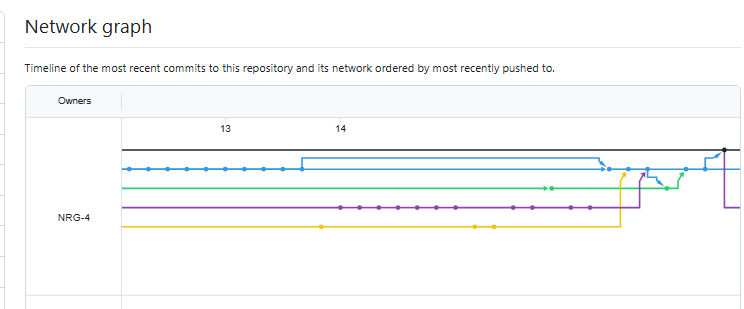 Network graph
Timeline of the most recent commits to this repository and its network ordered by most recently pushed to.
Owners
13 14
NRG-4